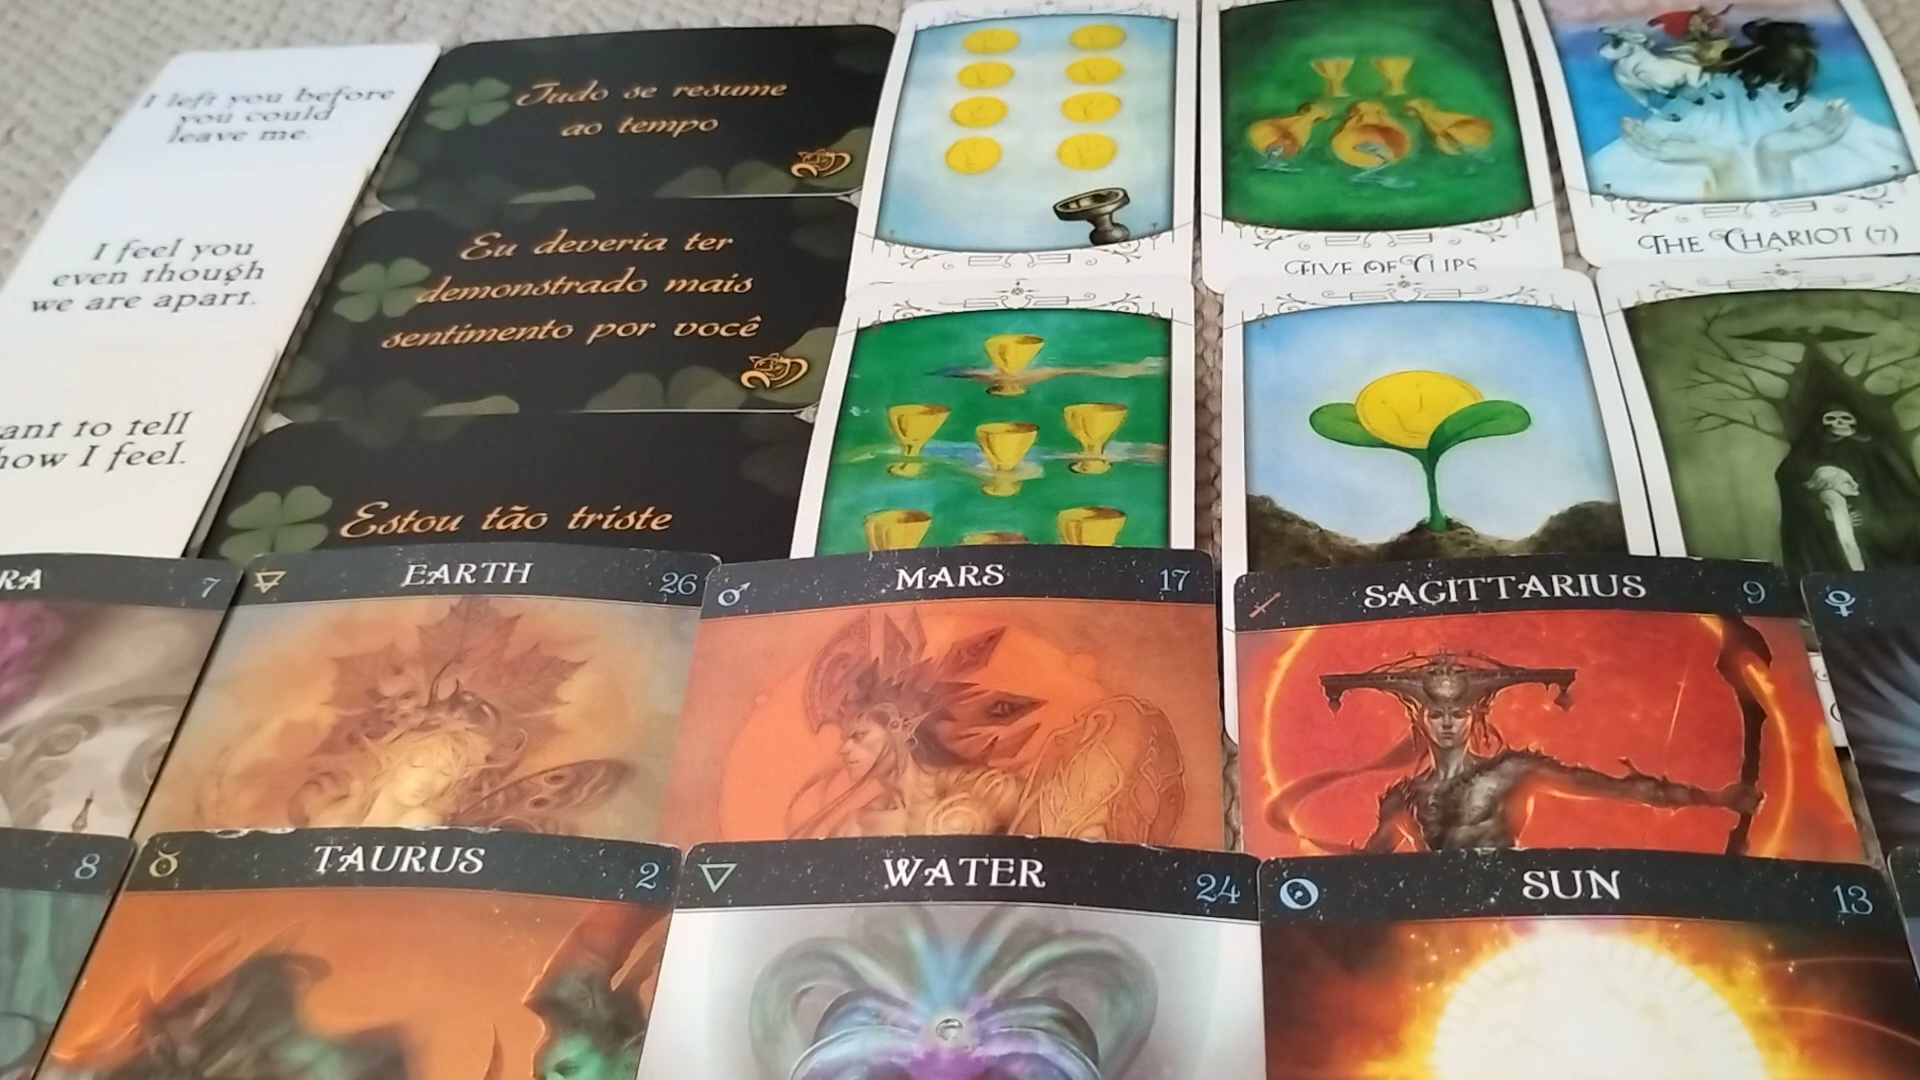 I left you before
you could
leave me.
Tudo se resume
ao tempo
I feel you
even though
we are apart.
Eu deveria ter
demonstrado mais
sentimento por você
FIVE OF CUPS
THE CHARIOT (7)
to tell
how I feel.
Estou tão triste
7
EARTH
26
MARS
17
SAGITTARIUS
9
8
TAURUS
2
WATER
24
SUN
13